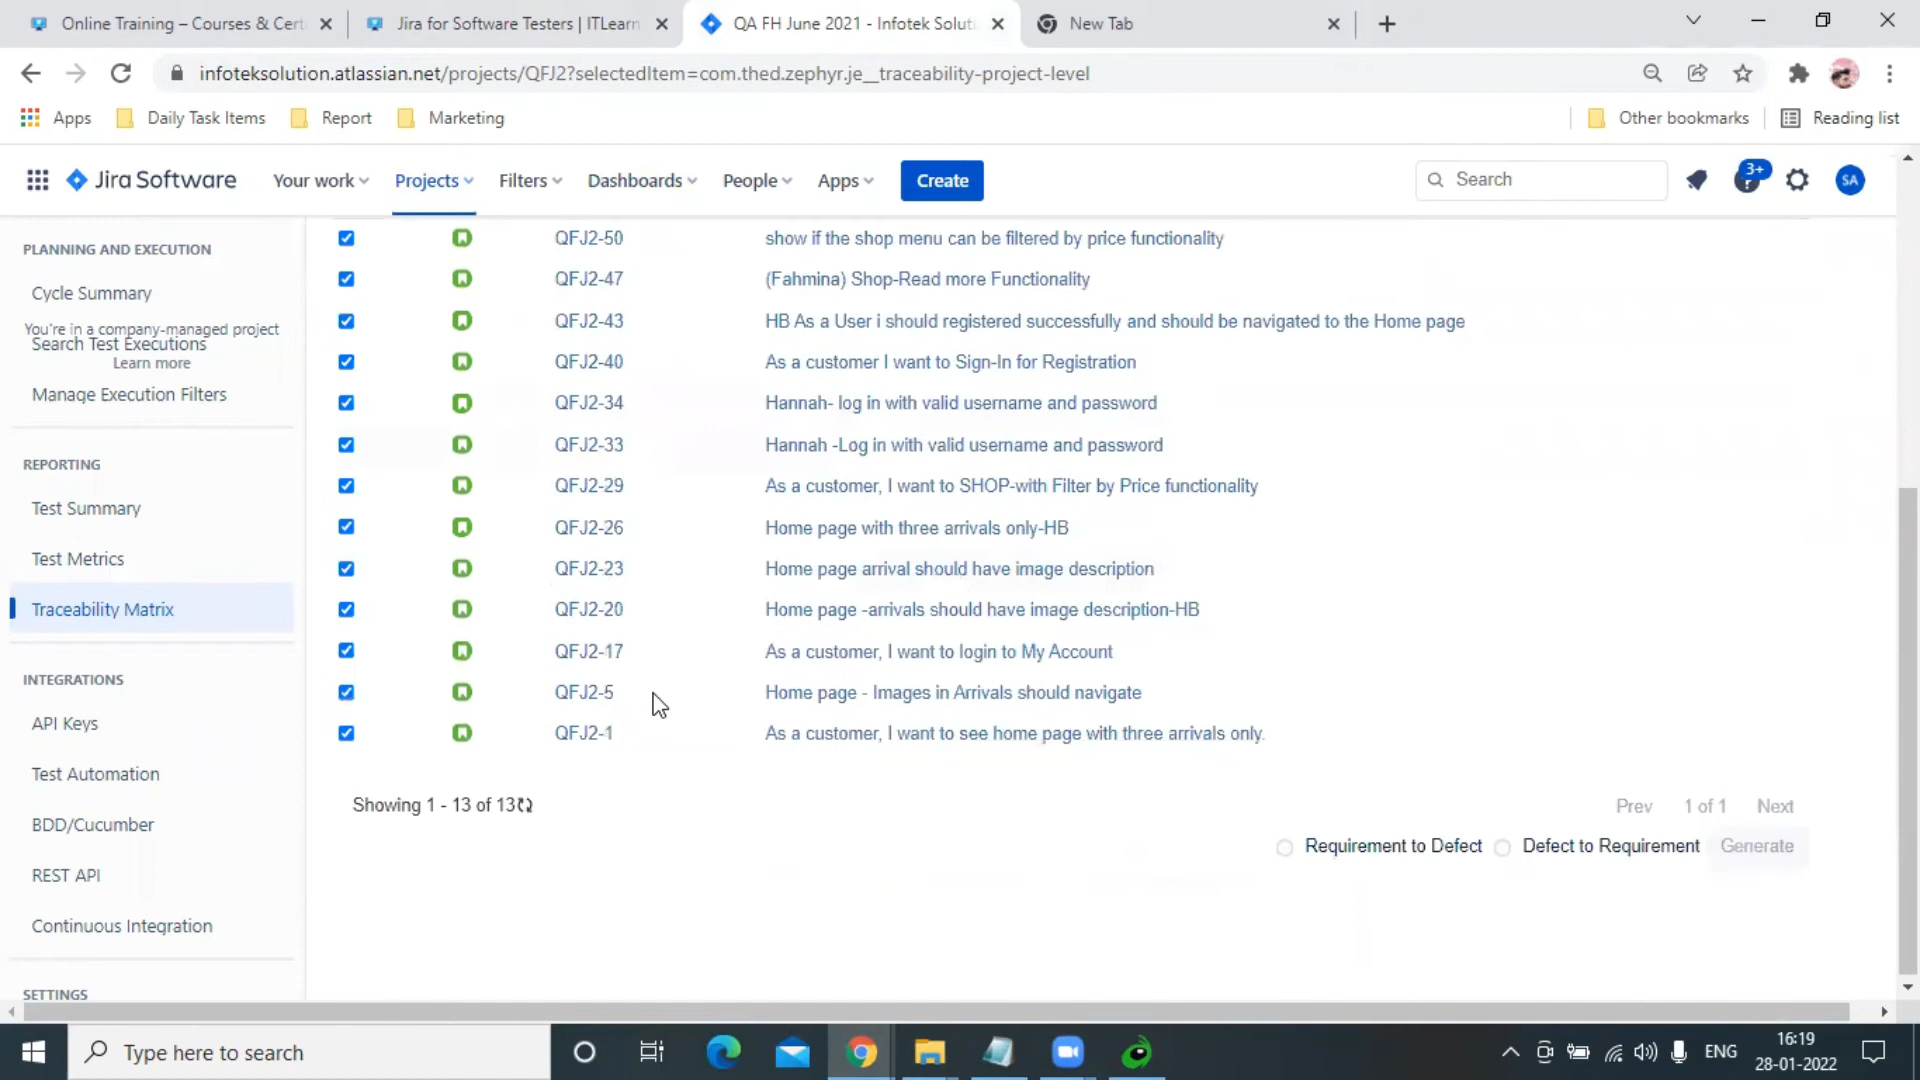 Online Training – Courses & Cert
Jira for Software Testers | ITLearn
QA FH June 2021 - Infotek Soluti
New Tab
infoteksolution.atlassian.net/projects/QFJ2?selectedItem=com.thed.zephyr.je__traceability-project-level
Apps
Daily Task Items
Report
Marketing
Other bookmarks
Reading list
Jira Software
Your work
Projects
Filters
Dashboards
People
Apps
Create
Search
3+
SA
PLANNING AND EXECUTION
Cycle Summary
You're in a company-managed project
Search Test Executions
Learn more
Manage Execution Filters
REPORTING
Test Summary
Test Metrics
Traceability Matrix
INTEGRATIONS
API Keys
Test Automation
BDD/Cucumber
REST API
Continuous Integration
SETTINGS
QFJ2-50 show if the shop menu can be filtered by price functionality
QFJ2-47 (Fahmina) Shop-Read more Functionality
QFJ2-43 HB As a User i should registered successfully and should be navigated to the Home page
QFJ2-40 As a customer I want to Sign-In for Registration
QFJ2-34 Hannah- log in with valid username and password
QFJ2-33 Hannah -Log in with valid username and password
QFJ2-29 As a customer, I want to SHOP-with Filter by Price functionality
QFJ2-26 Home page with three arrivals only-HB
QFJ2-23 Home page arrival should have image description
QFJ2-20 Home page -arrivals should have image description-HB
QFJ2-17 As a customer, I want to login to My Account
QFJ2-5 Home page - Images in Arrivals should navigate
QFJ2-1 As a customer, I want to see home page with three arrivals only.
Showing 1 - 13 of 13
Prev 1 of 1 Next
Requirement to Defect Defect to Requirement Generate
Type here to search
ENG
16:19
28-01-2022